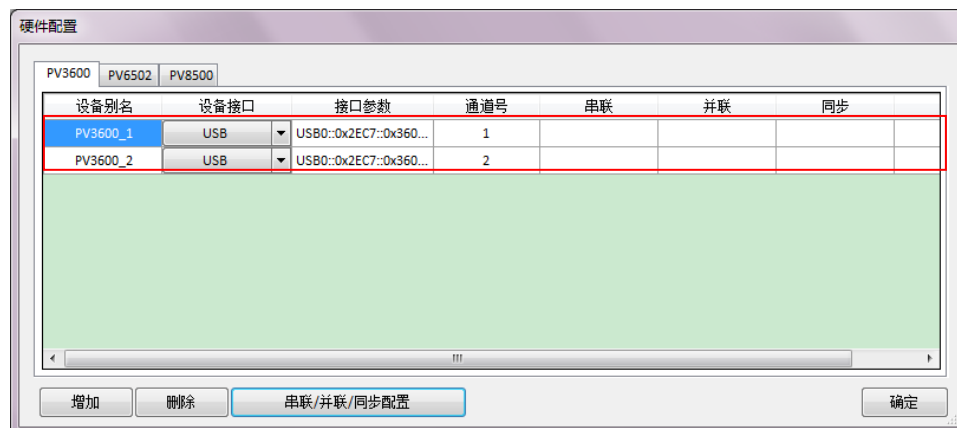 硬件配置
PV3600 PV6502 PV8500
设备别名 设备接口 接口参数 通道号 串联 并联 同步
PV3600_1 USB USB0::0x2EC7::0x360... 1
PV3600_2 USB USB0::0x2EC7::0x360... 2
增加 删除 串联/并联/同步配置 确定